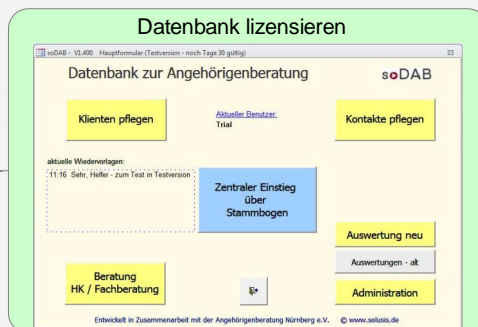 Datenbank lizensieren
soDAB - V1.400 Hauptformular (Testversion - noch Tage 30 gültig)
Datenbank zur Angehörigenberatung
soDAB
Klienten pflegen
Aktueller Benutzer:
Trial
Kontakte pflegen
aktuelle Wiedervorlagen:
11:16 Sehr, Helfer - zum Test in Testversion
Zentraler Einstieg
über
Stammbogen
Auswertung neu
Auswertungen - alt
Beratung
HK / Fachberatung
Administration
Entwickelt in Zusammenarbeit mit der Angehörigenberatung Nürnberg e.V. © www.solusis.de